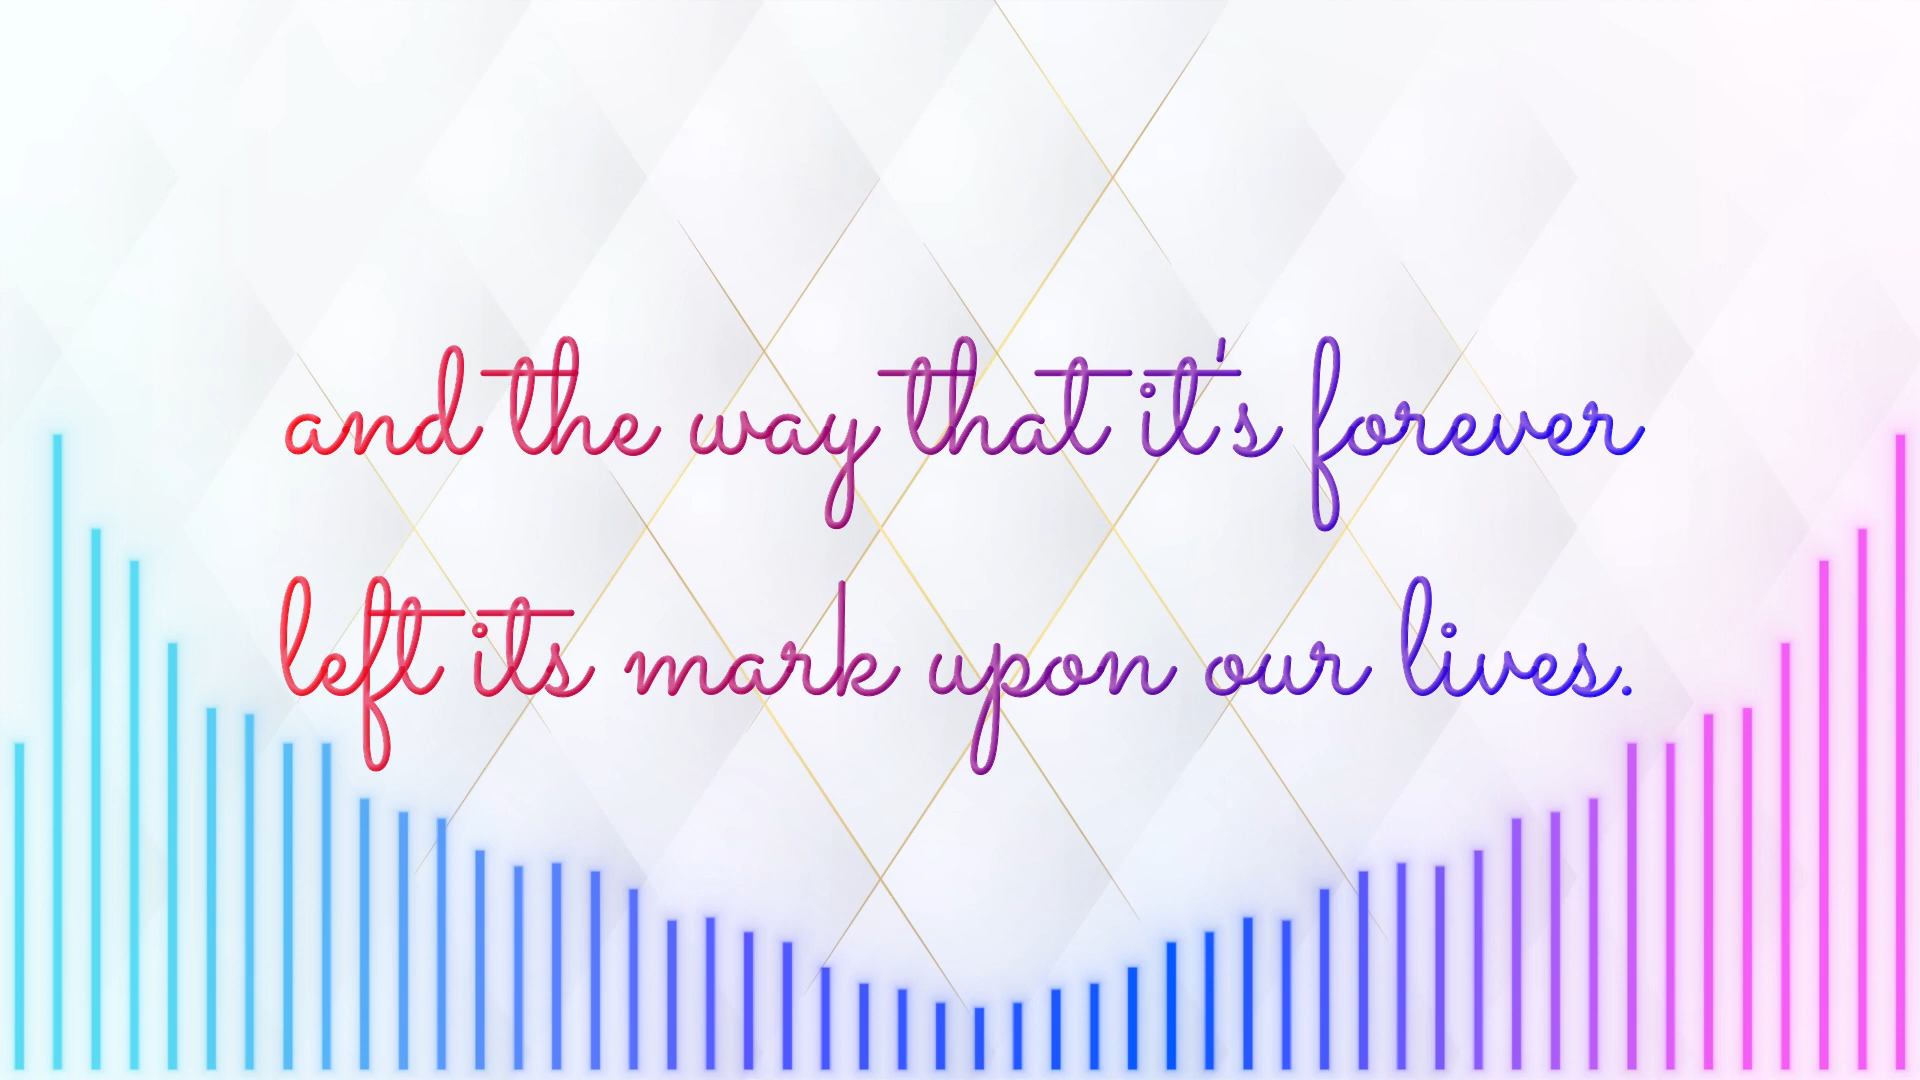 and the way that it's forever
left its mark upon our lives.